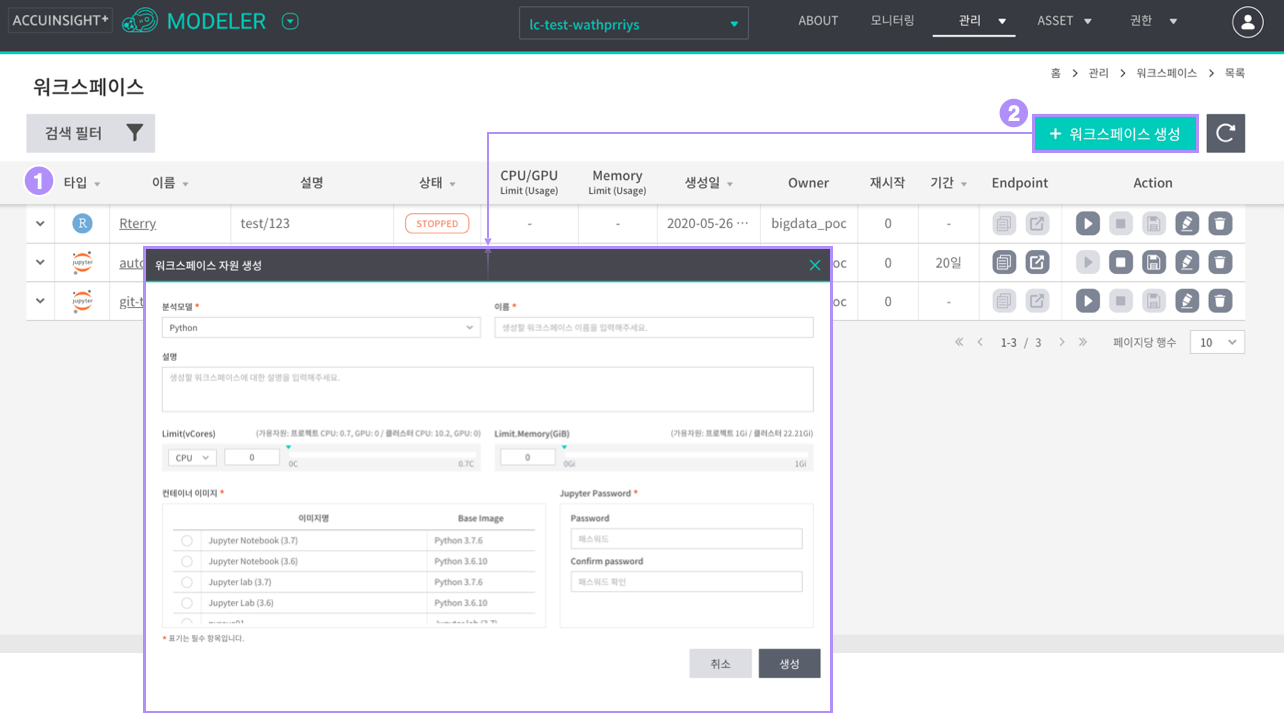 ACCUINSIGHT+ MODELER lc-test-wathprriys ABOUT 모니터링 관리 ASSET 권한
홈 > 관리 > 워크스페이스 > 목록
워크스페이스
검색 필터 2 + 워크스페이스 생성
1 타입 이름 설명 상태 CPU/GPU Limit (Usage) Memory Limit (Usage) 생성일 Owner 재시작 기간 Endpoint Action
R Rterry test/123 STOPPED - - 2020-05-26 ··· bigdata_poc 0 -
jupyter oc 0 20일
jupyter oc 0 -
워크스페이스 자원 생성
분석모델 * 이름 *
Python 생성할 워크스페이스 이름을 입력해주세요.
설명
생성할 워크스페이스에 대한 설명을 입력해주세요.
Limit(vCores) (가용자원: 프로젝트 CPU: 0.7, GPU: 0 / 클러스터 CPU: 10.2, GPU: 0) Limit.Memory(GiB) (가용자원: 프로젝트 1Gi / 클러스터 22.21Gi)
CPU 0 0C 0.7C 0 0Gi 1Gi
컨테이너 이미지 * Jupyter Password *
이미지명 Base Image Password
Jupyter Notebook (3.7) Python 3.7.6 패스워드
Jupyter Notebook (3.6) Python 3.6.10 Confirm password
Jupyter lab (3.7) Python 3.7.6 패스워드 확인
Jupyter Lab (3.6) Python 3.6.10
* 표기는 필수 항목입니다.
취소 생성
« < 1-3 / 3 > » 페이지당 행수 10